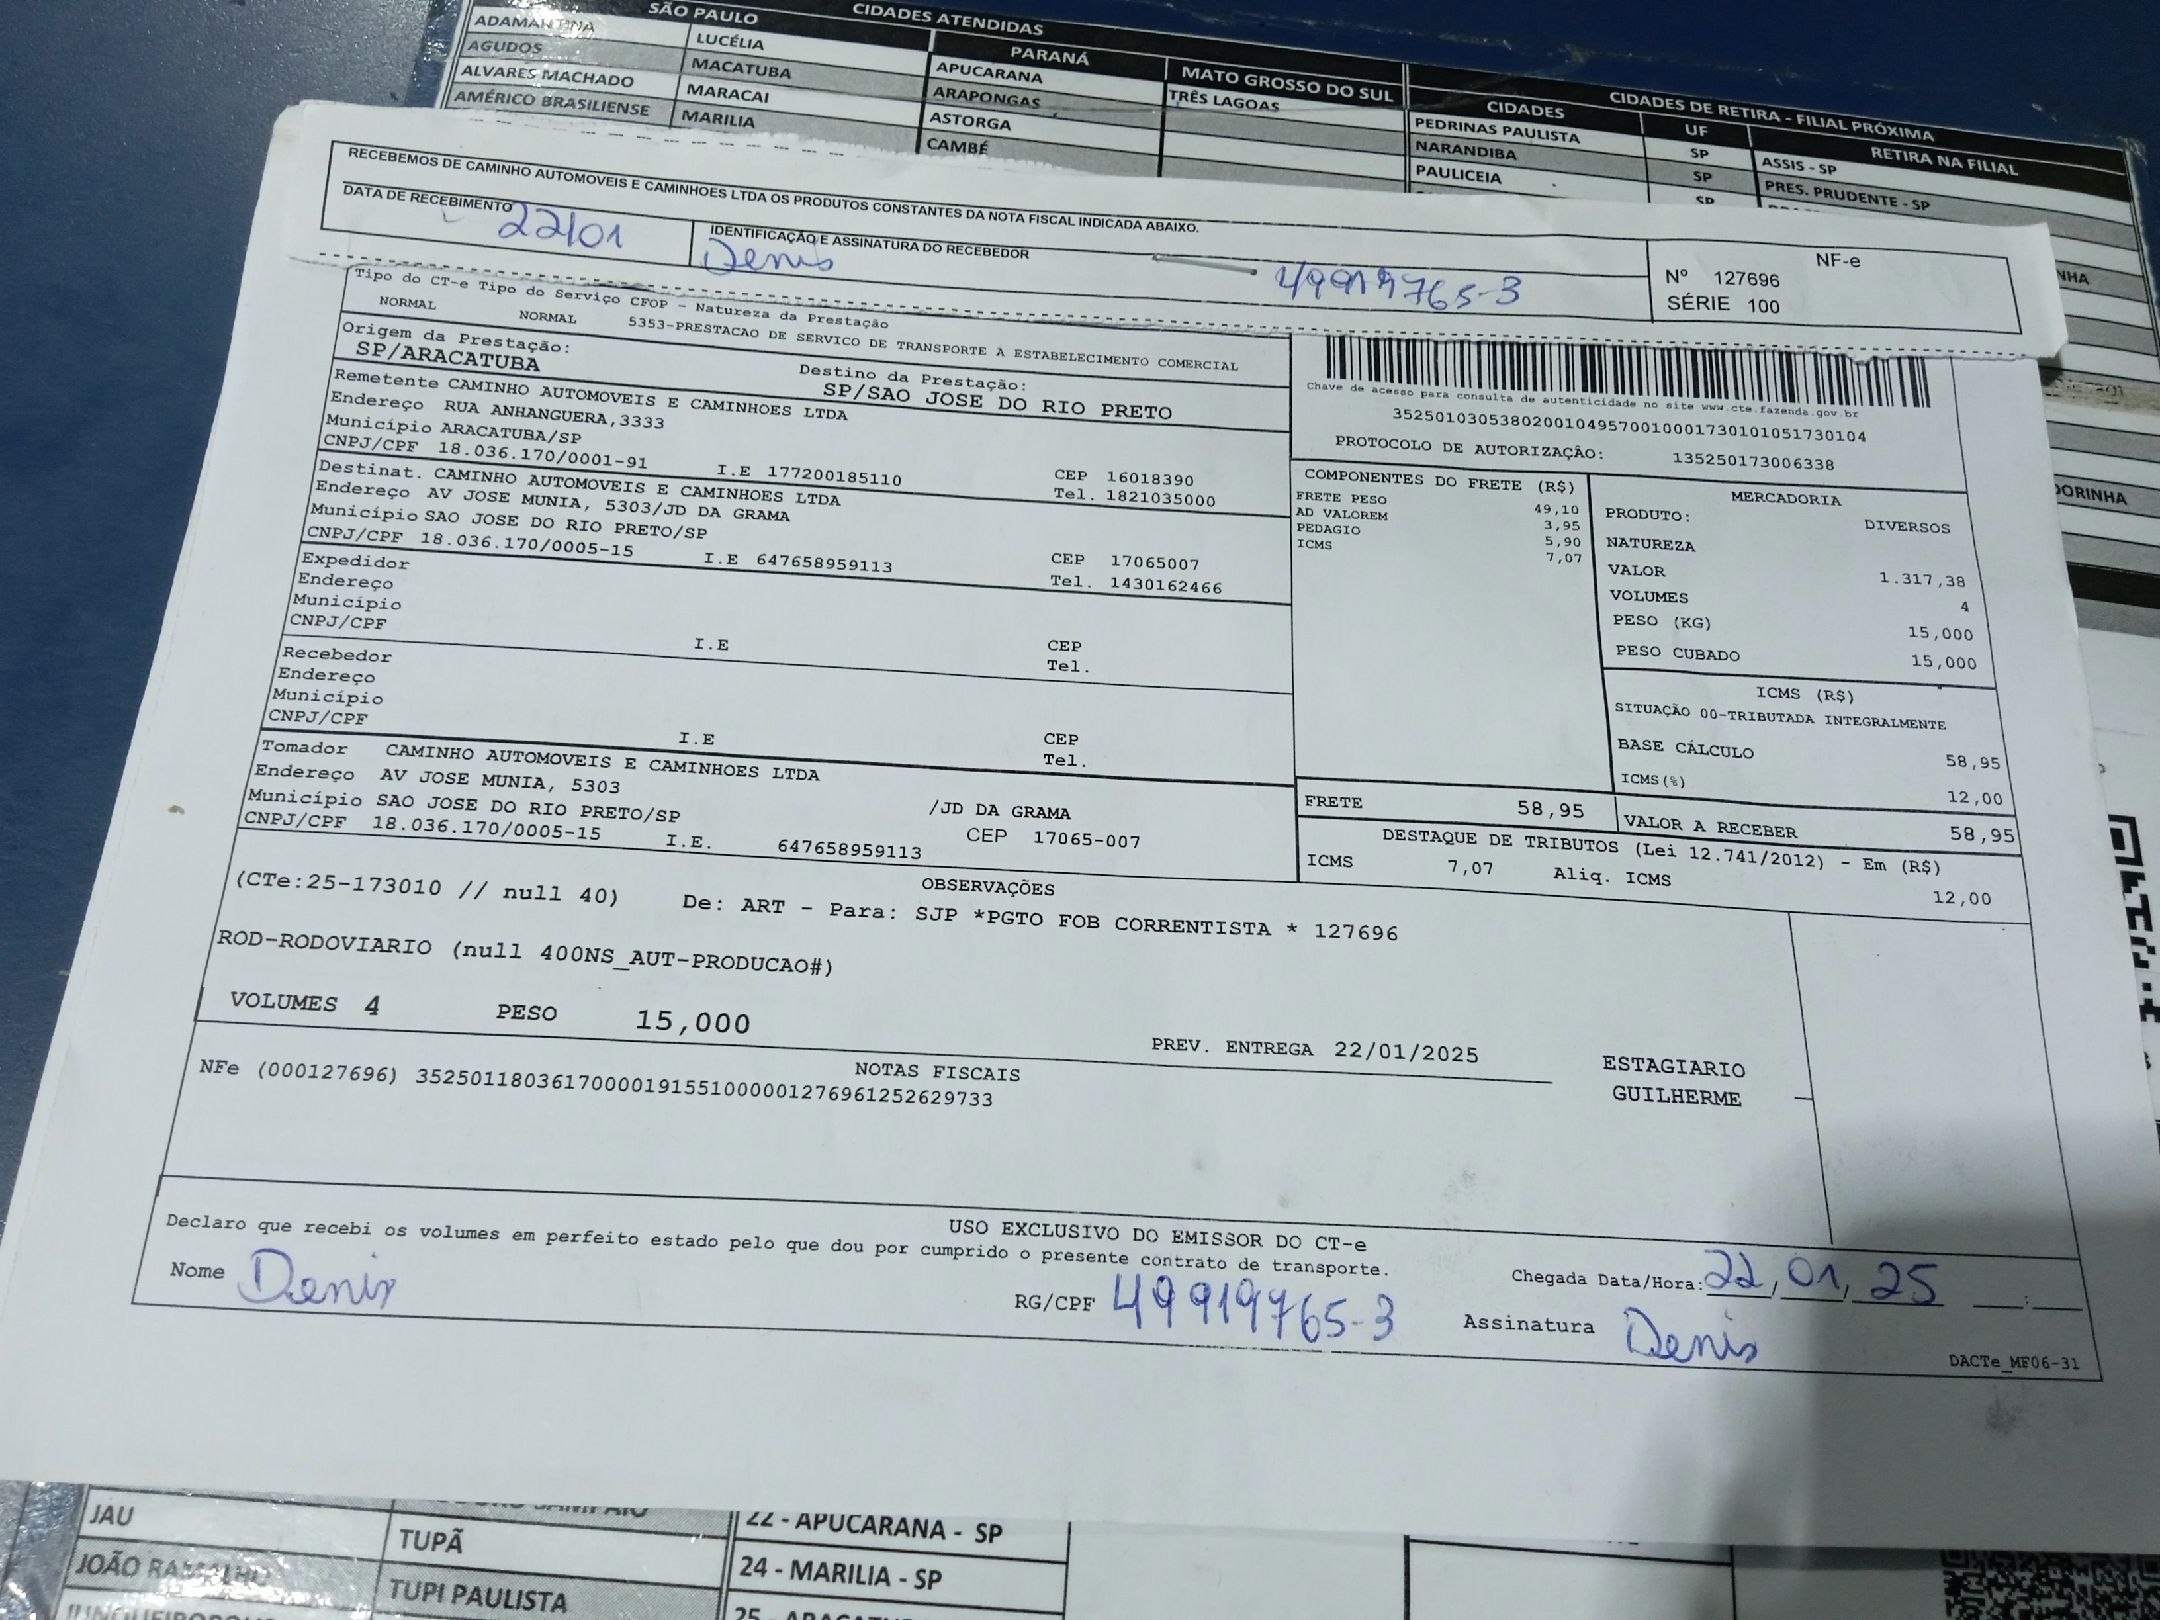 SÃO PAULO
CIDADES ATENDIDAS
ADAMANTINA
LUCÉLIA
PARANÁ
MATO GROSSO DO SUL
CIDADES DE RETIRA - FILIAL PRÓXIMA
AGUDOS
MACATUBA
APUCARANA
TRÊS LAGOAS
CIDADES
UF
RETIRA NA FILIAL
ALVARES MACHADO
MARACAI
ARAPONGAS
PEDRINAS PAULISTA
SP
ASSIS - SP
AMÉRICO BRASILIENSE
MARILIA
ASTORGA
NARANDIBA
SP
PRES. PRUDENTE - SP
CAMBÉ
PAULICEIA
SP
RECEBEMOS DE CAMINHO AUTOMOVEIS E CAMINHOES LTDA OS PRODUTOS CONSTANTES DA NOTA FISCAL INDICADA ABAIXO.
DATA DE RECEBIMENTO
22/01
IDENTIFICAÇÃO E ASSINATURA DO RECEBEDOR
Denis
49919765-3
NF-e
Nº 127696
SÉRIE 100
Tipo do CT-e Tipo do Serviço CFOP - Natureza da Prestação
NORMAL NORMAL 5353-PRESTACAO DE SERVICO DE TRANSPORTE A ESTABELECIMENTO COMERCIAL
Origem da Prestação:
SP/ARACATUBA
Destino da Prestação:
SP/SAO JOSE DO RIO PRETO
Remetente CAMINHO AUTOMOVEIS E CAMINHOES LTDA
Endereço RUA ANHANGUERA,3333
Município ARACATUBA/SP
CEP 16018390
CNPJ/CPF 18.036.170/0001-91 I.E 177200185110
Tel. 1821035000
Destinat. CAMINHO AUTOMOVEIS E CAMINHOES LTDA
Endereço AV JOSE MUNIA, 5303/JD DA GRAMA
Município SAO JOSE DO RIO PRETO/SP
CEP 17065007
CNPJ/CPF 18.036.170/0005-15 I.E 647658959113
Tel. 1430162466
Expedidor
Endereço
Município
CEP
CNPJ/CPF I.E
Tel.
Recebedor
Endereço
Município
CEP
CNPJ/CPF I.E
Tel.
Tomador CAMINHO AUTOMOVEIS E CAMINHOES LTDA
Endereço AV JOSE MUNIA, 5303 /JD DA GRAMA
Município SAO JOSE DO RIO PRETO/SP CEP 17065-007
CNPJ/CPF 18.036.170/0005-15 I.E. 647658959113
Chave de acesso para consulta de autenticidade no site www.cte.fazenda.gov.br
35250103053802001049570010001730101051730104
PROTOCOLO DE AUTORIZAÇÃO: 135250173006338
COMPONENTES DO FRETE (R$)
FRETE PESO 49,10
AD VALOREM 3,95
PEDAGIO 5,90
ICMS 7,07
MERCADORIA
PRODUTO: DIVERSOS
NATUREZA
VALOR 1.317,38
VOLUMES 4
PESO (KG) 15,000
PESO CUBADO 15,000
ICMS (R$)
SITUAÇÃO 00-TRIBUTADA INTEGRALMENTE
BASE CÁLCULO 58,95
ICMS(%) 12,00
FRETE 58,95
VALOR A RECEBER 58,95
DESTAQUE DE TRIBUTOS (Lei 12.741/2012) - Em (R$)
ICMS 7,07 Aliq. ICMS 12,00
OBSERVAÇÕES
(CTe:25-173010 // null 40) De: ART - Para: SJP *PGTO FOB CORRENTISTA * 127696
ROD-RODOVIARIO (null 400NS_AUT-PRODUCAO#)
VOLUMES 4 PESO 15,000
PREV. ENTREGA 22/01/2025
ESTAGIARIO
GUILHERME
NOTAS FISCAIS
NFe (000127696) 35250118036170000191551000001276961252629733
USO EXCLUSIVO DO EMISSOR DO CT-e
Declaro que recebi os volumes em perfeito estado pelo que dou por cumprido o presente contrato de transporte.
Chegada Data/Hora: 22, 01, 25 :
Nome Denis
RG/CPF 49919765-3
Assinatura Denis
DACTe_MF06-31
JAU
TUPÃ
22 - APUCARANA - SP
JOÃO RAMALHO
TUPI PAULISTA
24 - MARILIA - SP